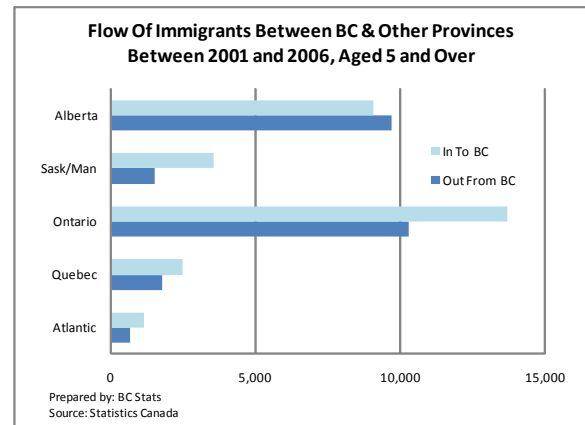 Flow Of Immigrants Between BC & Other Provinces
Between 2001 and 2006, Aged 5 and Over
Alberta
Sask/Man
Ontario
Quebec
Atlantic
In To BC
Out From BC
0 5,000 10,000 15,000
Prepared by: BC Stats
Source: Statistics Canada